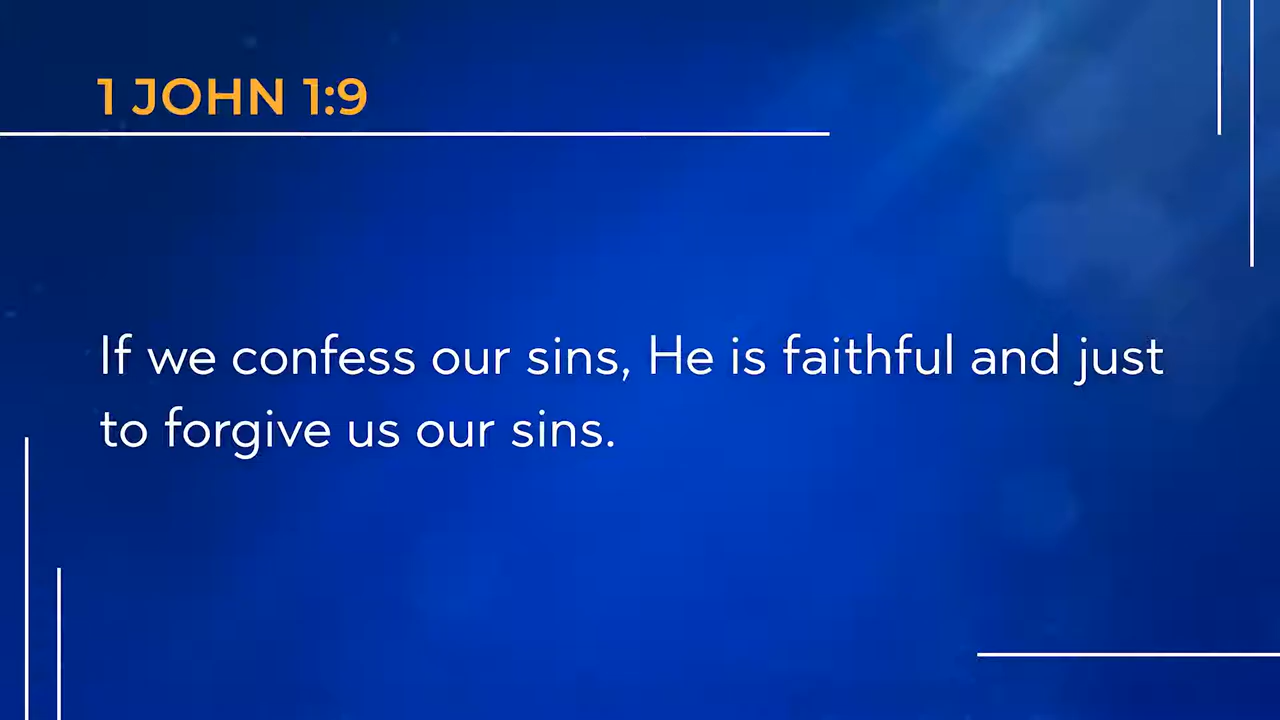 1 JOHN 1:9
If we confess our sins, He is faithful and just
to forgive us our sins.